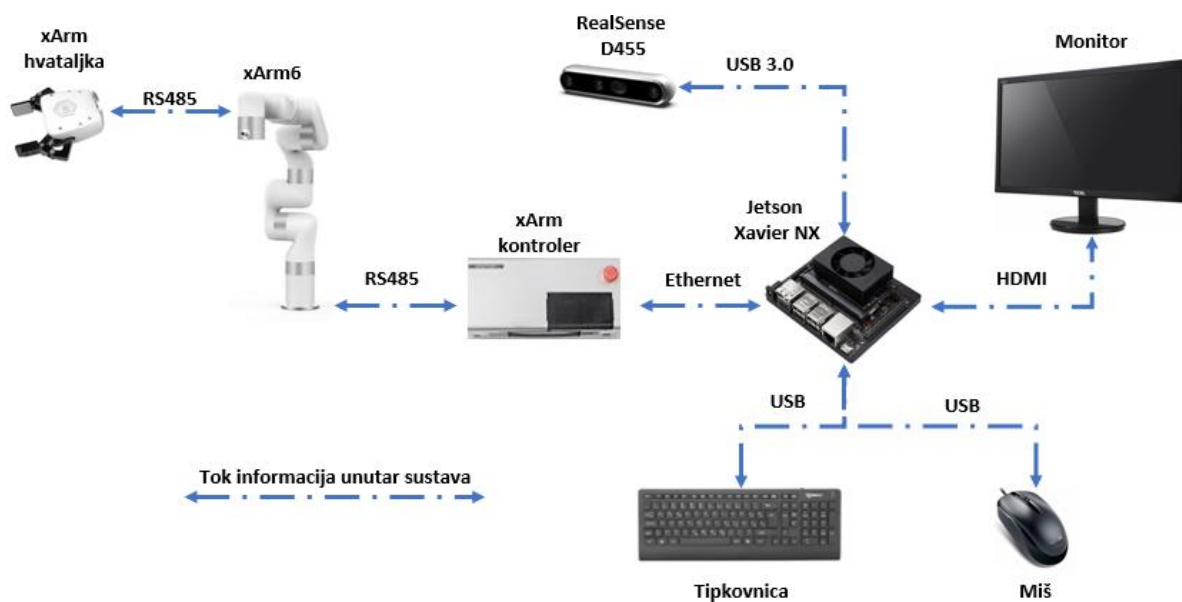 xArm
hvataljka
RS485
xArm6
RealSense
D455
USB 3.0
Monitor
Jetson
Xavier NX
xArm
kontroler
RS485
Ethernet
HDMI
USB
USB
Tok informacija unutar sustava
Tipkovnica
Miš